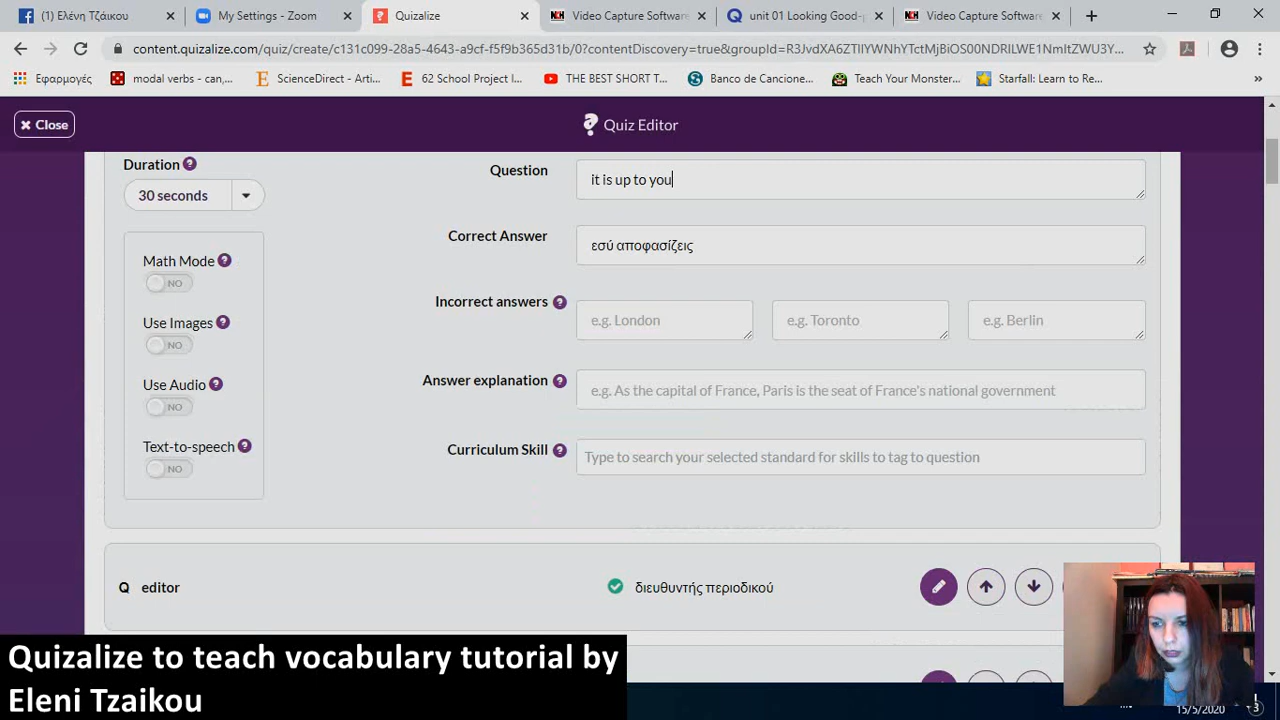 (1) Ελένη Τζάικου
My Settings - Zoom
Quizalize
Video Capture Software
unit 01 Looking Good-
Video Capture Software
content.quizalize.com/quiz/create/c131c099-28a5-4643-a9cf-f5f9b365d31b/0?contentDiscovery=true&groupId=R3JvdXA6ZTllYWNhYTctMjBiOS00NDRlLWE1NmItZWU3Y...
Εφαρμογές
modal verbs - can,...
ScienceDirect - Arti...
62 School Project I...
THE BEST SHORT T...
Banco de Cancione...
Teach Your Monster...
Starfall: Learn to Re...
Close
Quiz Editor
Duration
30 seconds
Question
it is up to you
Correct Answer
εσύ αποφασίζεις
Math Mode
NO
Incorrect answers
e.g. London
e.g. Toronto
e.g. Berlin
Use Images
NO
Answer explanation
e.g. As the capital of France, Paris is the seat of France's national government
Use Audio
NO
Text-to-speech
NO
Curriculum Skill
Type to search your selected standard for skills to tag to question
Q editor
διευθυντής περιοδικού
Quizalize to teach vocabulary tutorial by
Eleni Tzaikou
15/5/2020
3